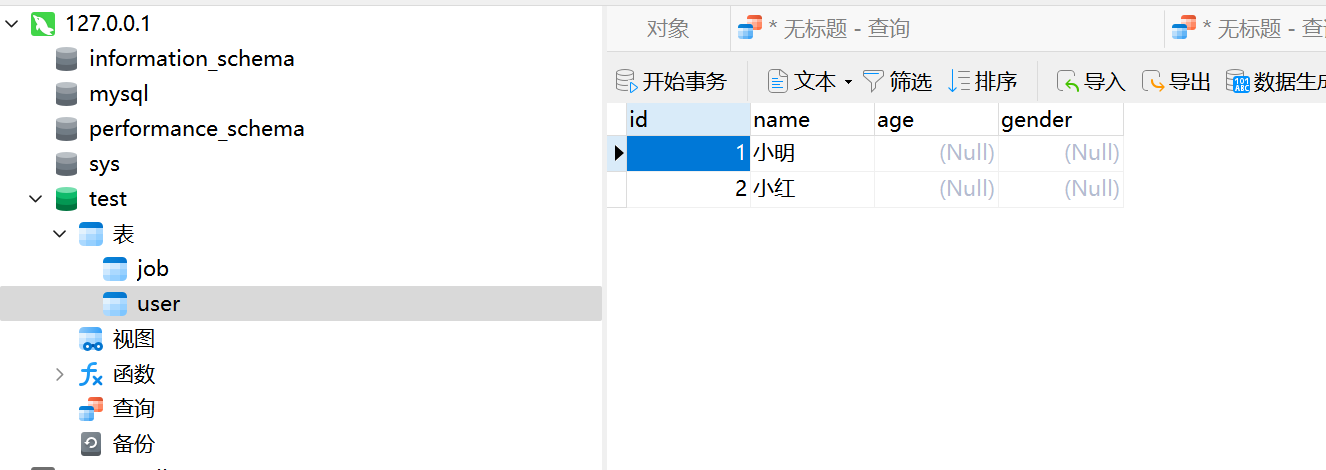 127.0.0.1
information_schema
mysql
performance_schema
sys
test
表
job
user
视图
函数
查询
备份
对象
* 无标题 - 查询
* 无标题 - 查
开始事务 文本 筛选 排序 导入 导出 数据生成
id name age gender
1 小明 (Null) (Null)
2 小红 (Null) (Null)